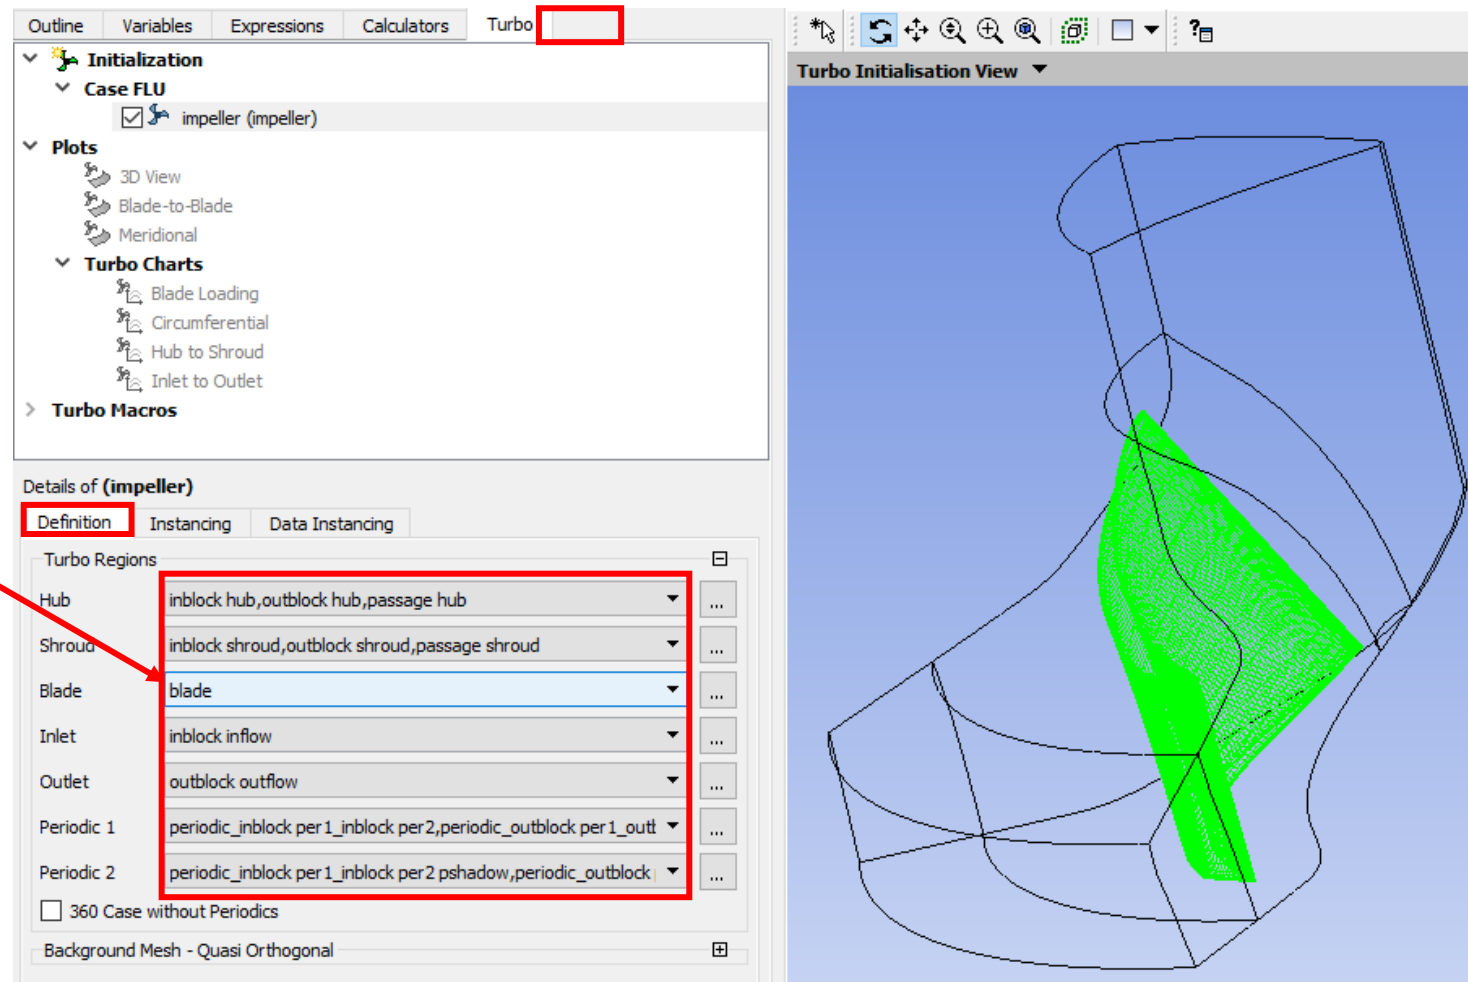 Outline Variables Expressions Calculators Turbo
Initialization
Case FLU
impeller (impeller)
Plots
3D View
Blade-to-Blade
Meridional
Turbo Charts
Blade Loading
Circumferential
Hub to Shroud
Inlet to Outlet
Turbo Macros
Details of (impeller)
Definition Instancing Data Instancing
Turbo Regions
Hub inblock hub,outblock hub,passage hub ...
Shroud inblock shroud,outblock shroud,passage shroud ...
Blade blade ...
Inlet inblock inflow ...
Outlet outblock outflow ...
Periodic 1 periodic_inblock per1_inblock per2,periodic_outblock per1_outt ...
Periodic 2 periodic_inblock per1_inblock per2 pshadow,periodic_outblock ...
360 Case without Periodics
Background Mesh - Quasi Orthogonal
Turbo Initialisation View